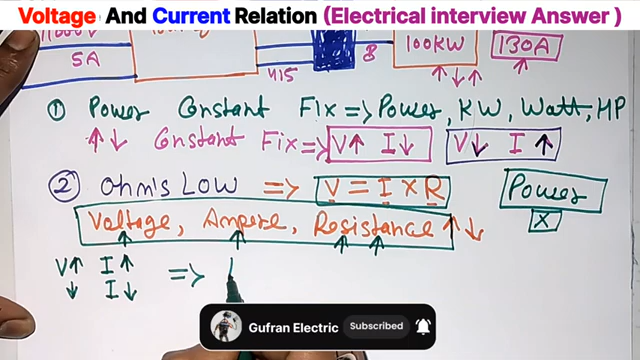 Voltage And Current Relation (Electrical interview Answer )
11000V
5A
415
B
100KW
130A
↑ ↓ ↑
① Power Constant Fix => Power, KW, Watt, HP
↑↓ Constant Fix => V↑ I↓ V↓ I↑
② Ohm's Low => V = I × R Power
Voltage, Ampere, Resistance ↑↓ X
V↑ I↑ =>
↓ I↓
Gufran Electric Subscribed